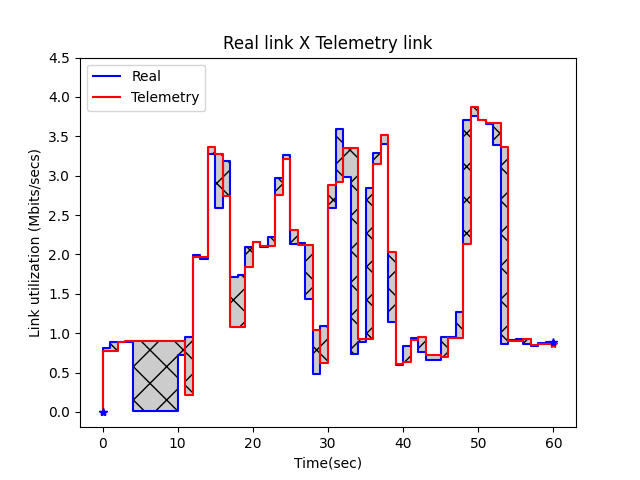 Real link X Telemetry link
Real
Telemetry
Link utilization (Mbits/secs)
4.5
4.0
3.5
3.0
2.5
2.0
1.5
1.0
0.5
0.0
0 10 20 30 40 50 60
Time(sec)